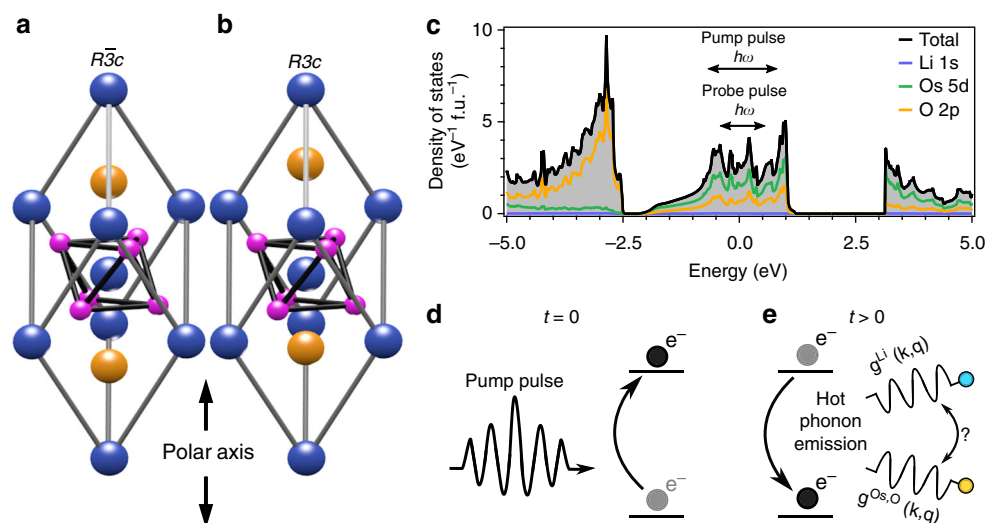 a
R3̅c
b
R3c
Polar axis
c
Density of states
(eV⁻¹ f.u.⁻¹)
10
5
0
−5.0
−2.5
0.0
2.5
5.0
Energy (eV)
Pump pulse
hω
Probe pulse
hω
Total
Li 1s
Os 5d
O 2p
d
t = 0
Pump pulse
e⁻
e⁻
e
t > 0
e⁻
Hot
phonon
emission
e⁻
g^Li (k,q)
?
g^Os,O (k,q)